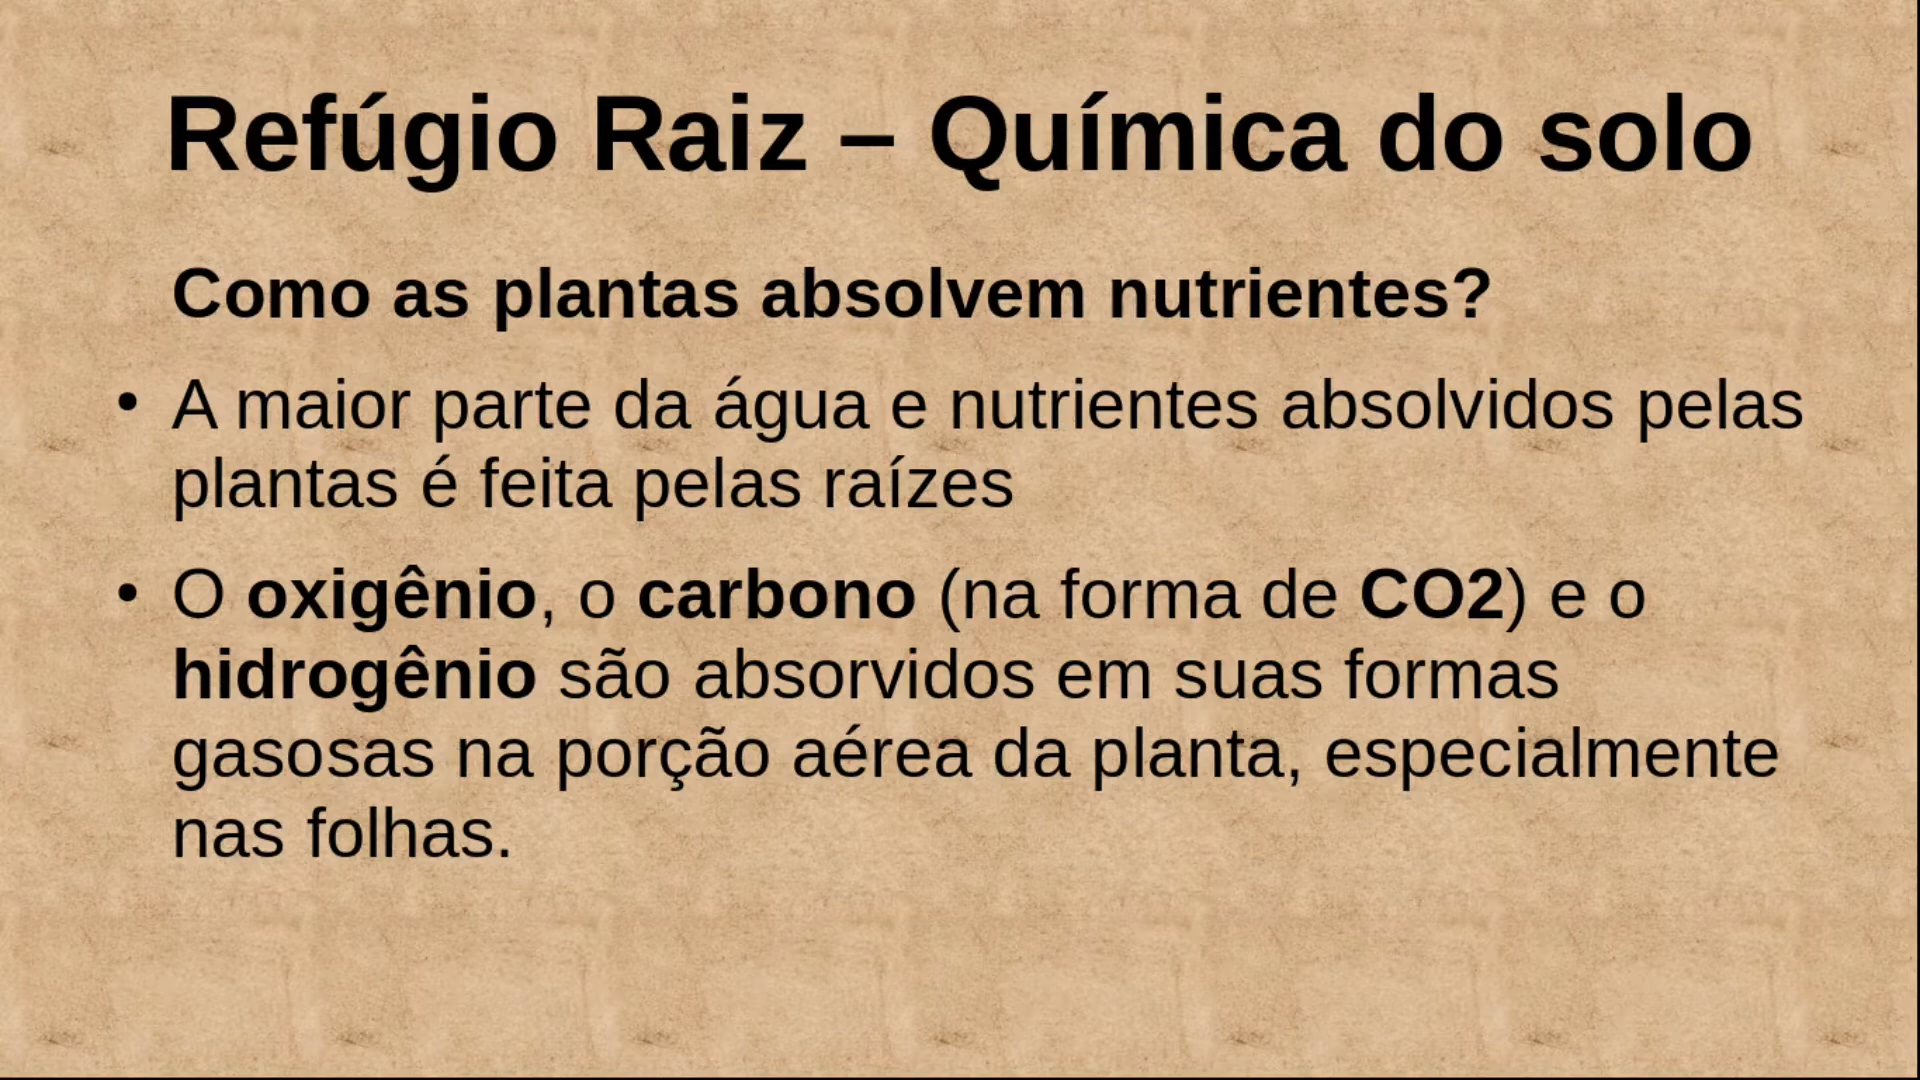 Refúgio Raiz – Química do solo
Como as plantas absolvem nutrientes?
• A maior parte da água e nutrientes absolvidos pelas
plantas é feita pelas raízes
• O oxigênio, o carbono (na forma de CO2) e o
hidrogênio são absorvidos em suas formas
gasosas na porção aérea da planta, especialmente
nas folhas.